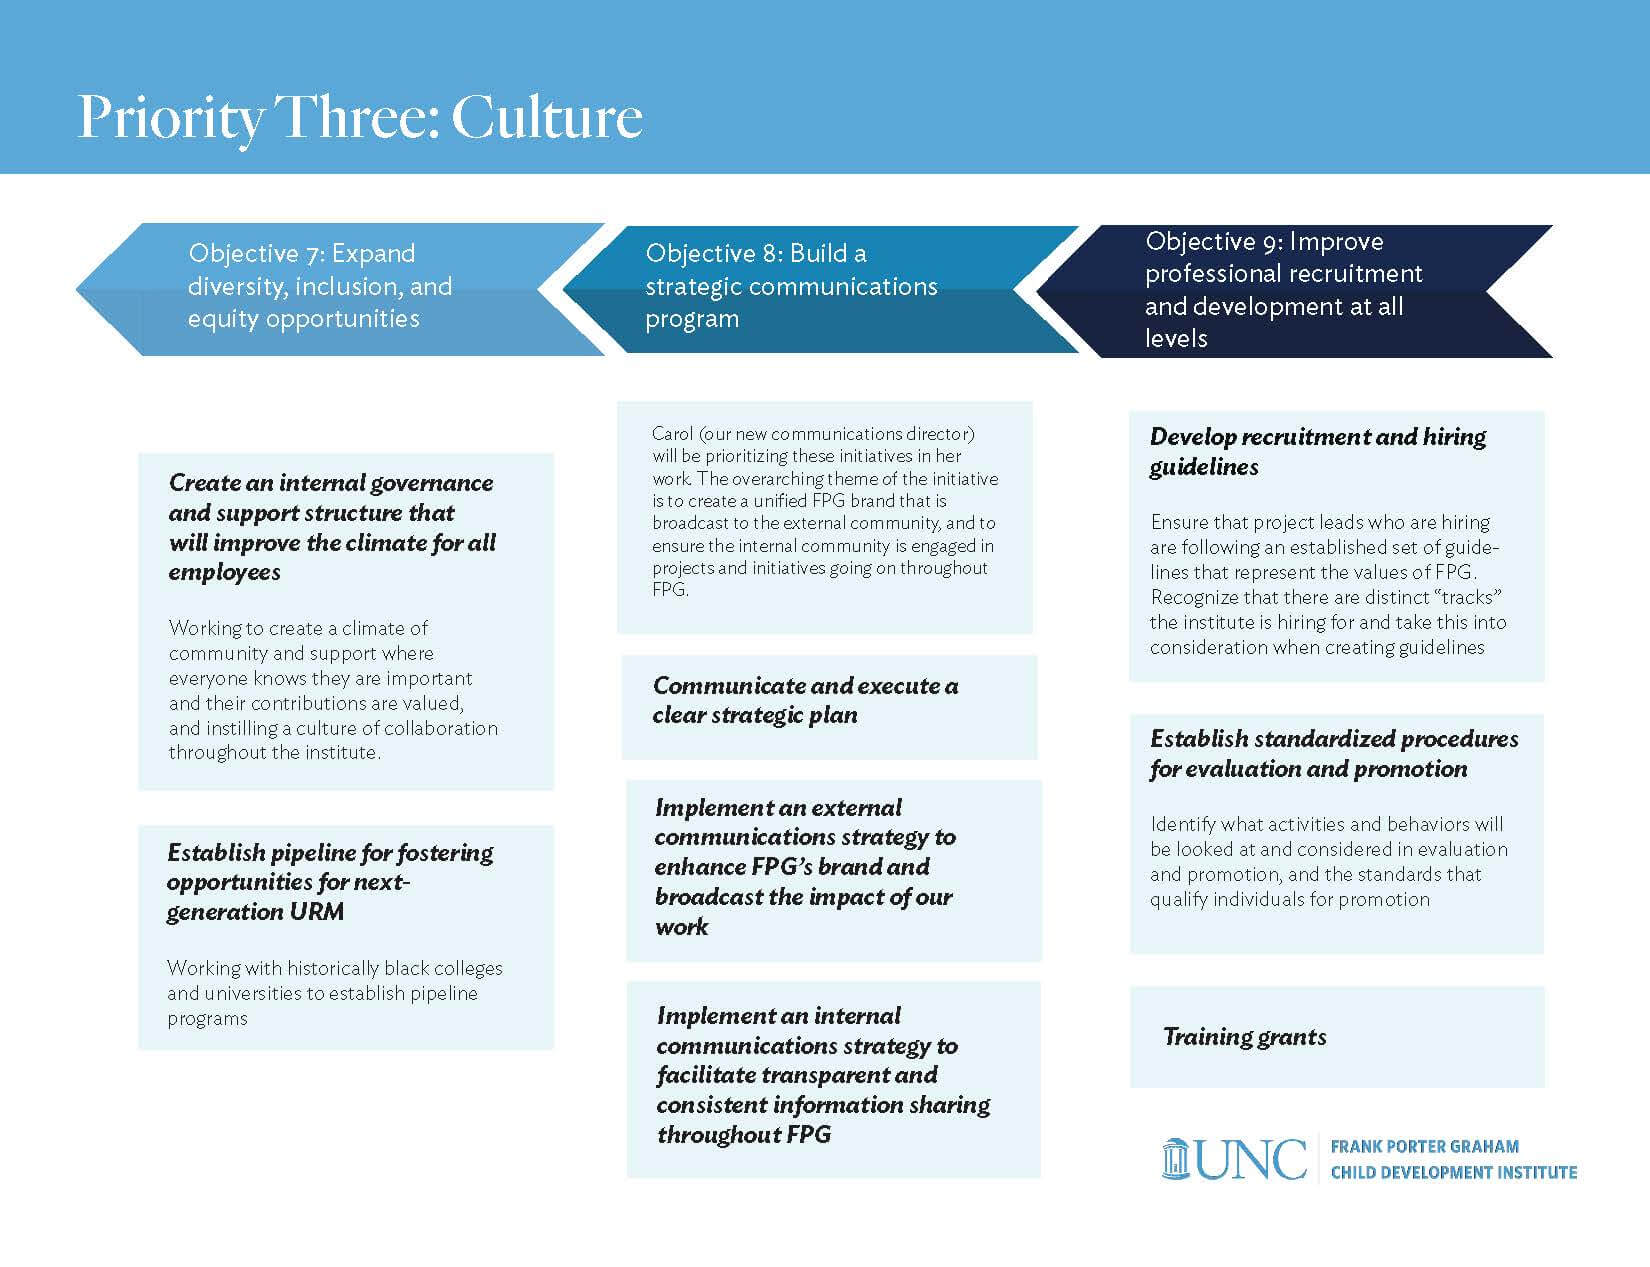 Priority Three: Culture
Objective 7: Expand
diversity, inclusion, and
equity opportunities
Objective 8: Build a
strategic communications
program
Objective 9: Improve
professional recruitment
and development at all
levels
Create an internal governance
and support structure that
will improve the climate for all
employees
Working to create a climate of
community and support where
everyone knows they are important
and their contributions are valued,
and instilling a culture of collaboration
throughout the institute.
Establish pipeline for fostering
opportunities for next-
generation URM
Working with historically black colleges
and universities to establish pipeline
programs
Carol (our new communications director)
will be prioritizing these initiatives in her
work. The overarching theme of the initiative
is to create a unified FPG brand that is
broadcast to the external community, and to
ensure the internal community is engaged in
projects and initiatives going on throughout
FPG.
Communicate and execute a
clear strategic plan
Implement an external
communications strategy to
enhance FPG’s brand and
broadcast the impact of our
work
Implement an internal
communications strategy to
facilitate transparent and
consistent information sharing
throughout FPG
Develop recruitment and hiring
guidelines
Ensure that project leads who are hiring
are following an established set of guide-
lines that represent the values of FPG.
Recognize that there are distinct “tracks”
the institute is hiring for and take this into
consideration when creating guidelines
Establish standardized procedures
for evaluation and promotion
Identify what activities and behaviors will
be looked at and considered in evaluation
and promotion, and the standards that
qualify individuals for promotion
Training grants
UNC
FRANK PORTER GRAHAM
CHILD DEVELOPMENT INSTITUTE